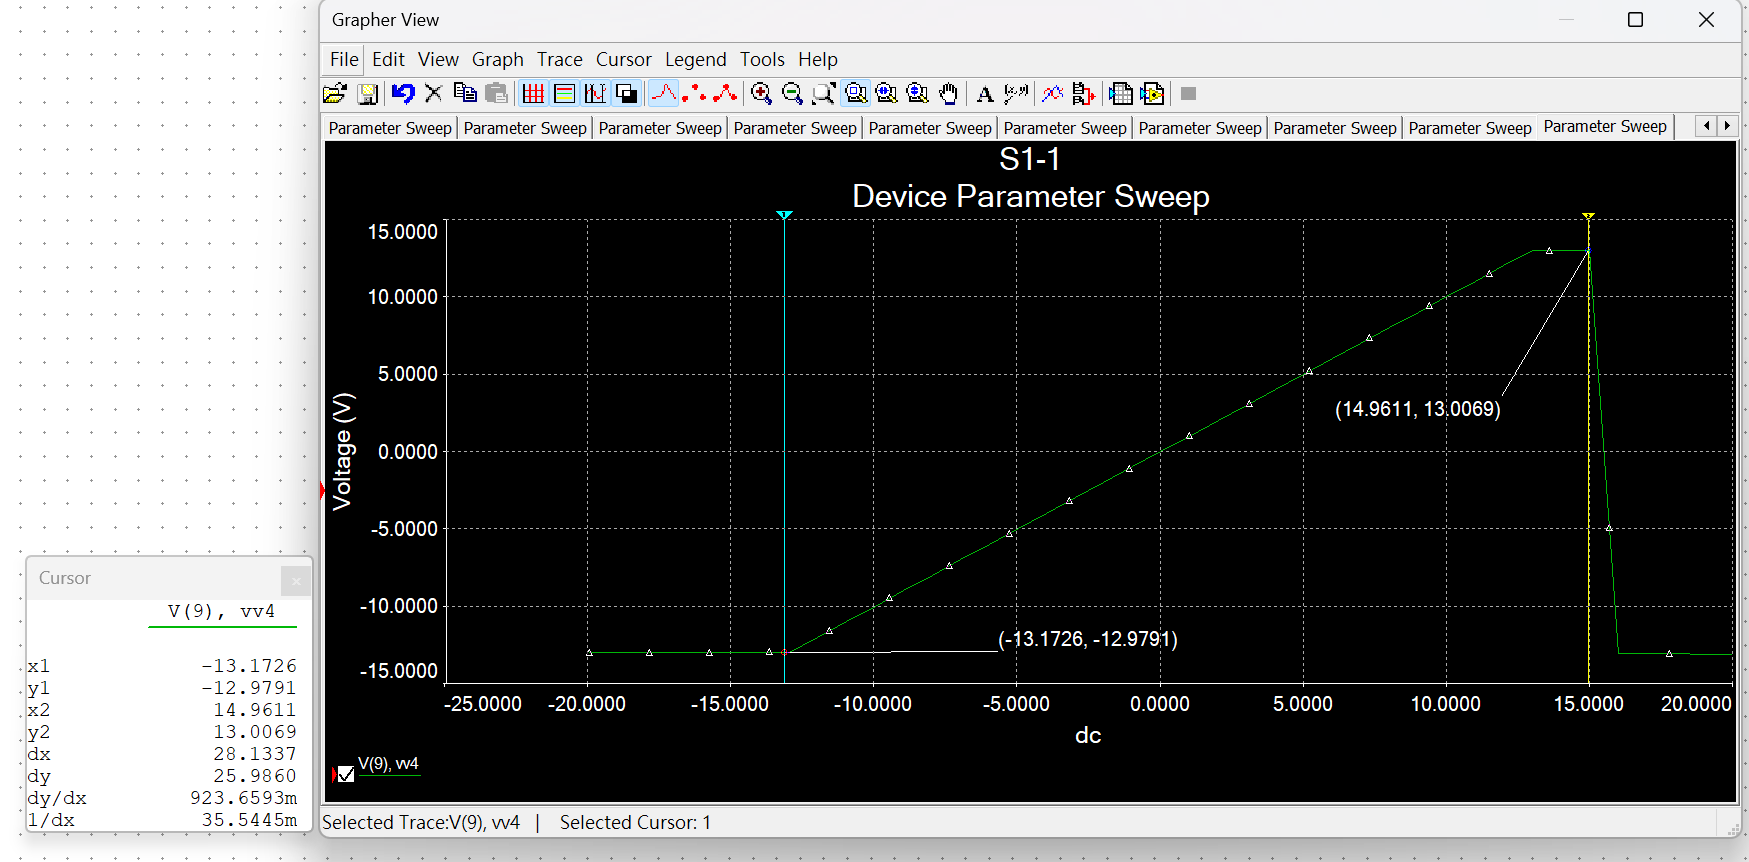 Grapher View
File Edit View Graph Trace Cursor Legend Tools Help
Parameter Sweep Parameter Sweep Parameter Sweep Parameter Sweep Parameter Sweep Parameter Sweep Parameter Sweep Parameter Sweep Parameter Sweep Parameter Sweep
S1-1
Device Parameter Sweep
15.0000
10.0000
5.0000
0.0000
-5.0000
-10.0000
-15.0000
Voltage (V)
(14.9611, 13.0069)
(-13.1726, -12.9791)
-25.0000 -20.0000 -15.0000 -10.0000 -5.0000 0.0000 5.0000 10.0000 15.0000 20.0000
dc
V(9), vv4
Selected Trace:V(9), vv4 | Selected Cursor: 1
Cursor
V(9), vv4
x1 -13.1726
y1 -12.9791
x2 14.9611
y2 13.0069
dx 28.1337
dy 25.9860
dy/dx 923.6593m
1/dx 35.5445m